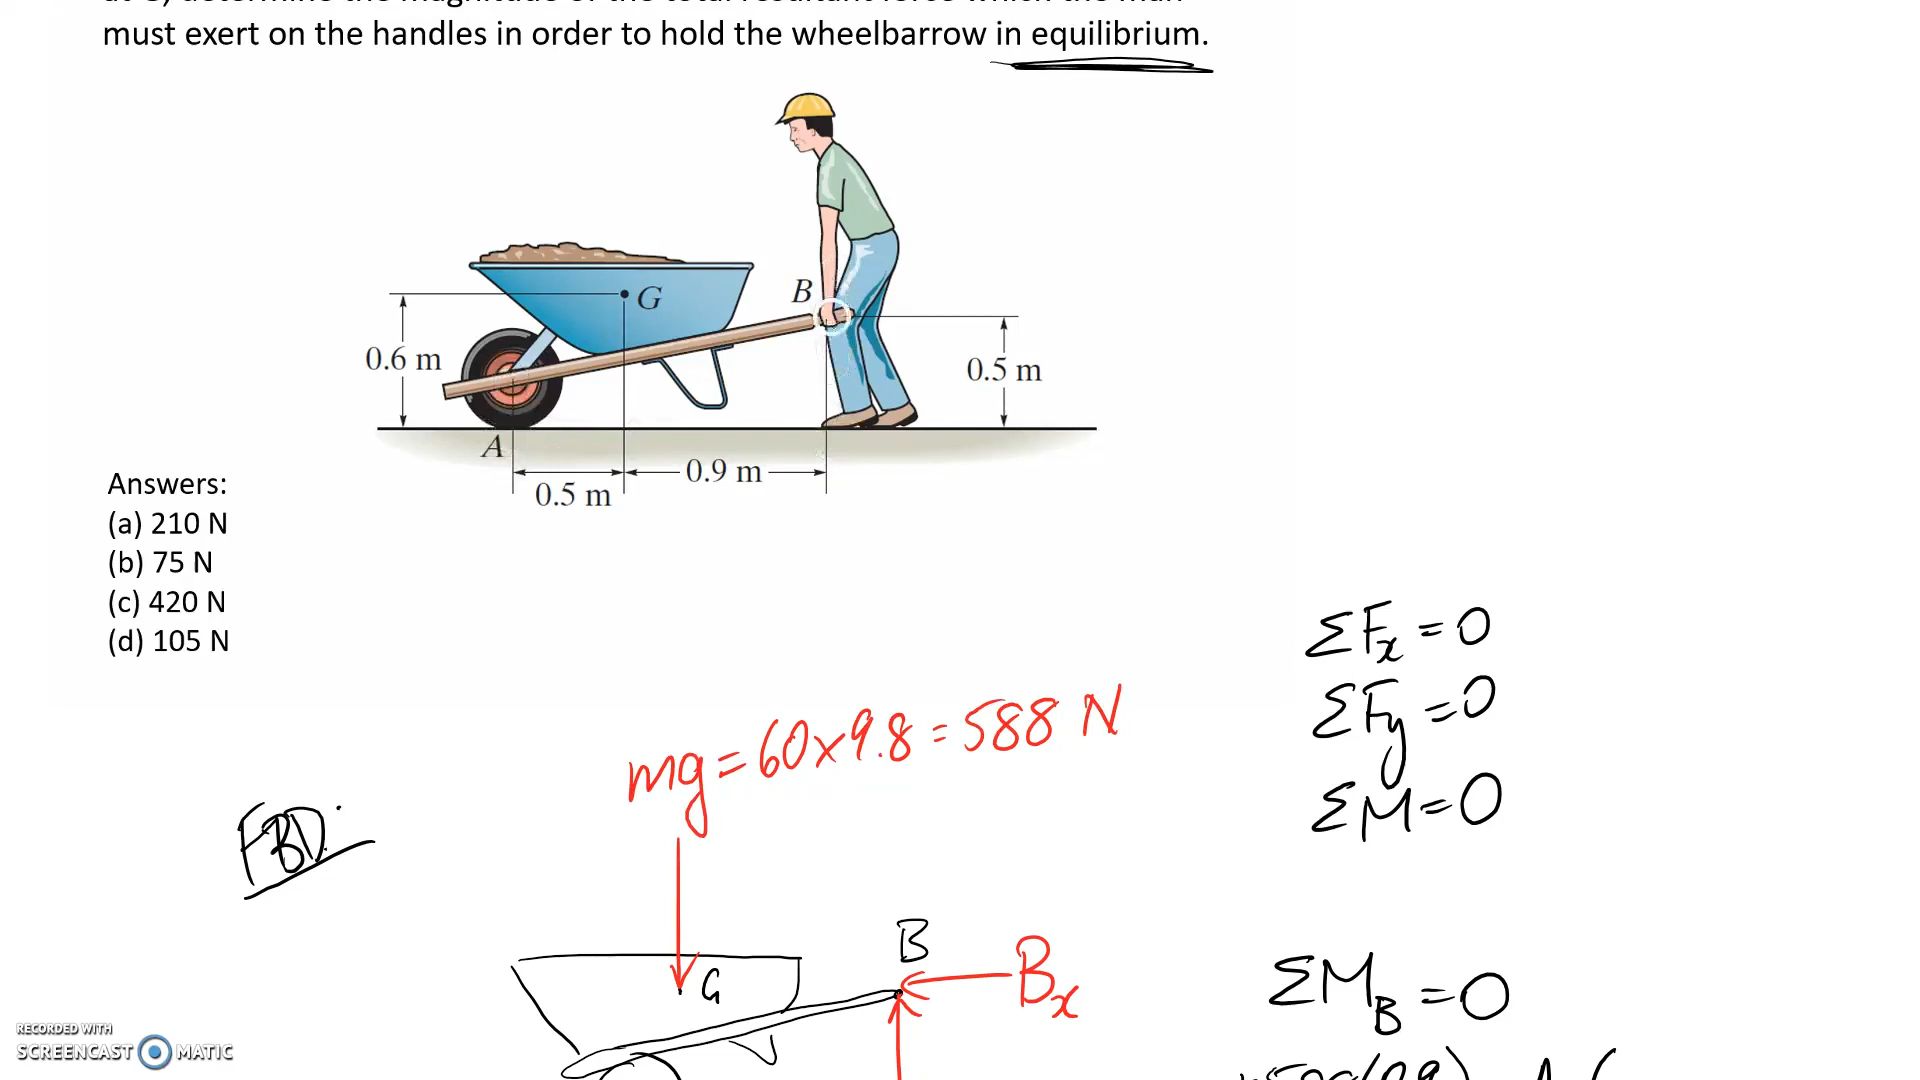 must exert on the handles in order to hold the wheelbarrow in equilibrium.
G
B
0.6 m
0.5 m
A
0.9 m
0.5 m
Answers:
(a) 210 N
(b) 75 N
(c) 420 N
(d) 105 N
ΣFx = 0
ΣFy = 0
ΣM = 0
mg = 60 x 9.8 = 588 N
FBD:
B
G
Bx
ΣMB = 0
RECORDED WITH
SCREENCAST MATIC